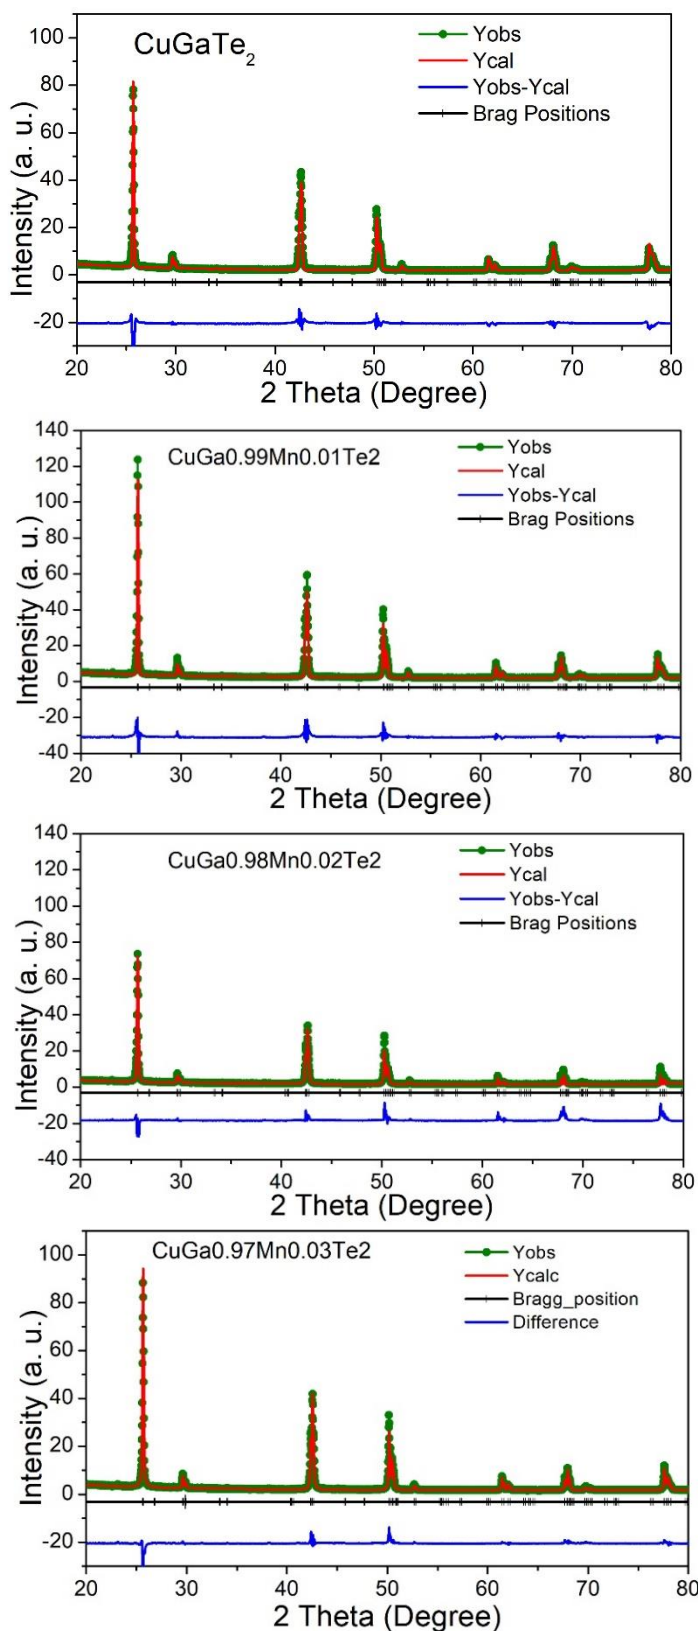 CuGaTe2
Yobs
Ycal
Yobs-Ycal
Brag Positions
Intensity (a. u.)
100
80
60
40
20
0
-20
20 30 40 50 60 70 80
2 Theta (Degree)
CuGa0.99Mn0.01Te2
Yobs
Ycal
Yobs-Ycal
Brag Positions
Intensity (a. u.)
140
120
100
80
60
40
20
0
-20
-40
20 30 40 50 60 70 80
2 Theta (Degree)
CuGa0.98Mn0.02Te2
Yobs
Ycal
Yobs-Ycal
Brag Positions
Intensity (a. u.)
140
120
100
80
60
40
20
0
-20
-40
20 30 40 50 60 70 80
2 Theta (Degree)
CuGa0.97Mn0.03Te2
Yobs
Ycalc
Bragg_position
Difference
Intensity (a. u.)
100
80
60
40
20
0
-20
20 30 40 50 60 70 80
2 Theta (Degree)